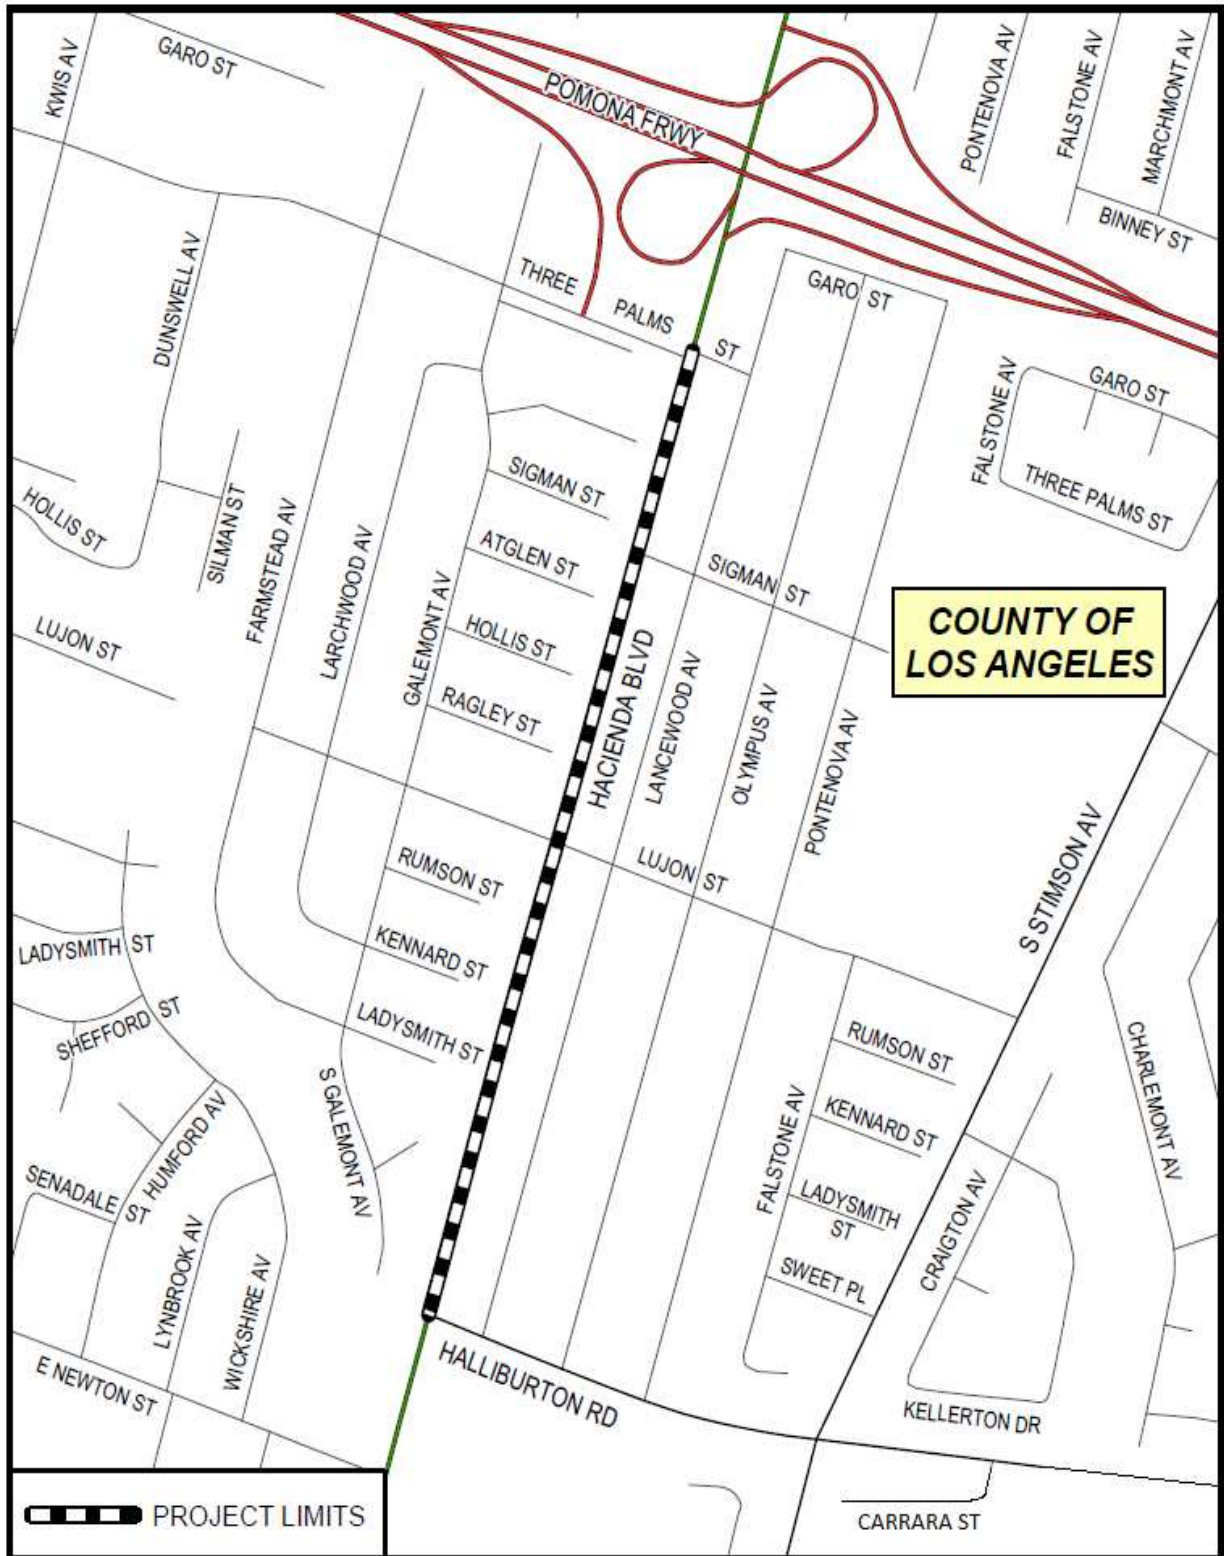 KWIS AV
GARO ST
POMONA FRWY
PONTENOVA AV
FALSTONE AV
MARCHMONT AV
BINNEY ST
DUNSWELL AV
THREE PALMS ST
GARO ST
FALSTONE AV
GARO ST
THREE PALMS ST
HOLLIS ST
SILMAN ST
FARMSTEAD AV
LARCHWOOD AV
GALEMONT AV
SIGMAN ST
ATGLEN ST
HOLLIS ST
RAGLEY ST
HACIENDA BLVD
LANCEWOOD AV
OLYMPUS AV
PONTENOVA AV
SIGMAN ST
COUNTY OF
LOS ANGELES
LUJON ST
LUJON ST
S STIMSON AV
RUMSON ST
KENNARD ST
LADYSMITH ST
LADYSMITH ST
SHEFFORD ST
S GALEMONT AV
HUMFORD AV
SENADALE ST
LYNBROOK AV
WICKSHIRE AV
E NEWTON ST
RUMSON ST
KENNARD ST
FALSTONE AV
LADYSMITH
ST
SWEET PL
CRAIGTON AV
CHARLEMONT AV
HALLIBURTON RD
KELLERTON DR
CARRARA ST
PROJECT LIMITS